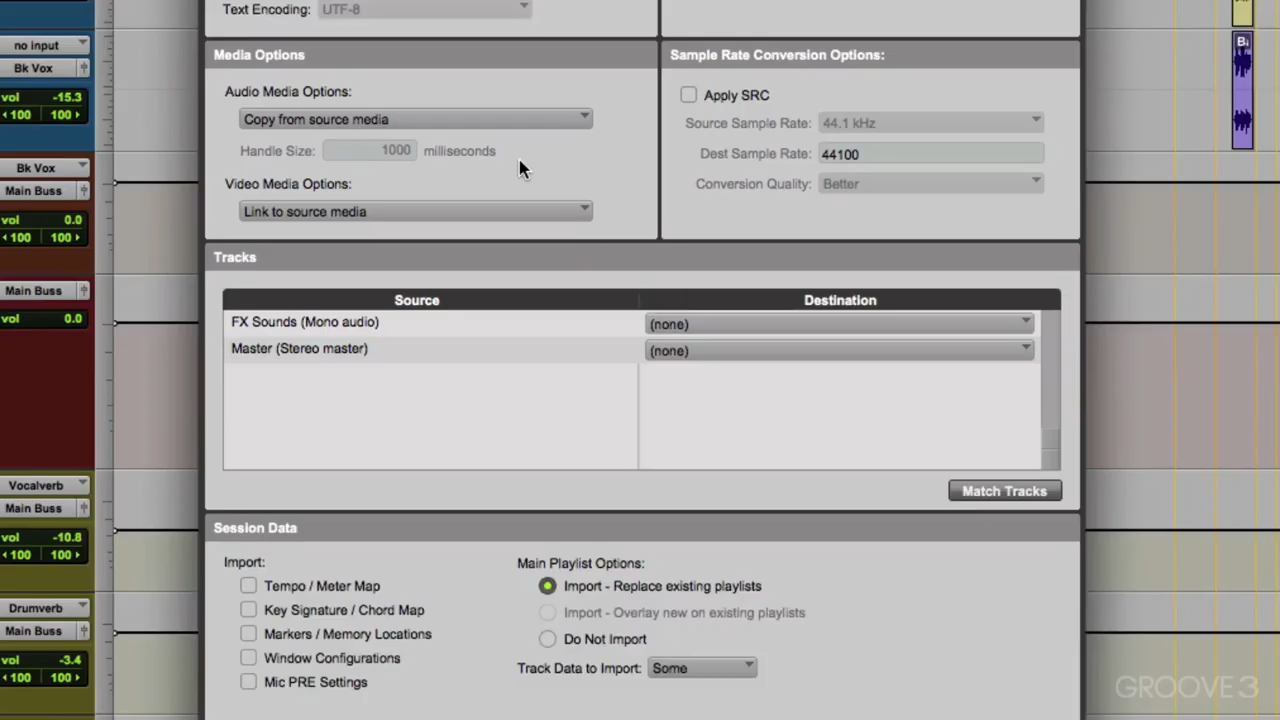 Text Encoding: UTF-8
Media Options
Audio Media Options:
Copy from source media
Handle Size: 1000 milliseconds
Video Media Options:
Link to source media
Sample Rate Conversion Options:
Apply SRC
Source Sample Rate: 44.1 kHz
Dest Sample Rate: 44100
Conversion Quality: Better
Tracks
Source Destination
FX Sounds (Mono audio) (none)
Master (Stereo master) (none)
Match Tracks
Session Data
Import:
Tempo / Meter Map
Key Signature / Chord Map
Markers / Memory Locations
Window Configurations
Mic PRE Settings
Main Playlist Options:
Import - Replace existing playlists
Import - Overlay new on existing playlists
Do Not Import
Track Data to Import: Some
no input
Bk Vox
vol -15.3
100 100
Bk Vox
Main Buss
vol 0.0
100 100
Main Buss
vol 0.0
Vocalverb
Main Buss
vol -10.8
100 100
Drumverb
Main Buss
vol -3.4
100 100
GROOVE3